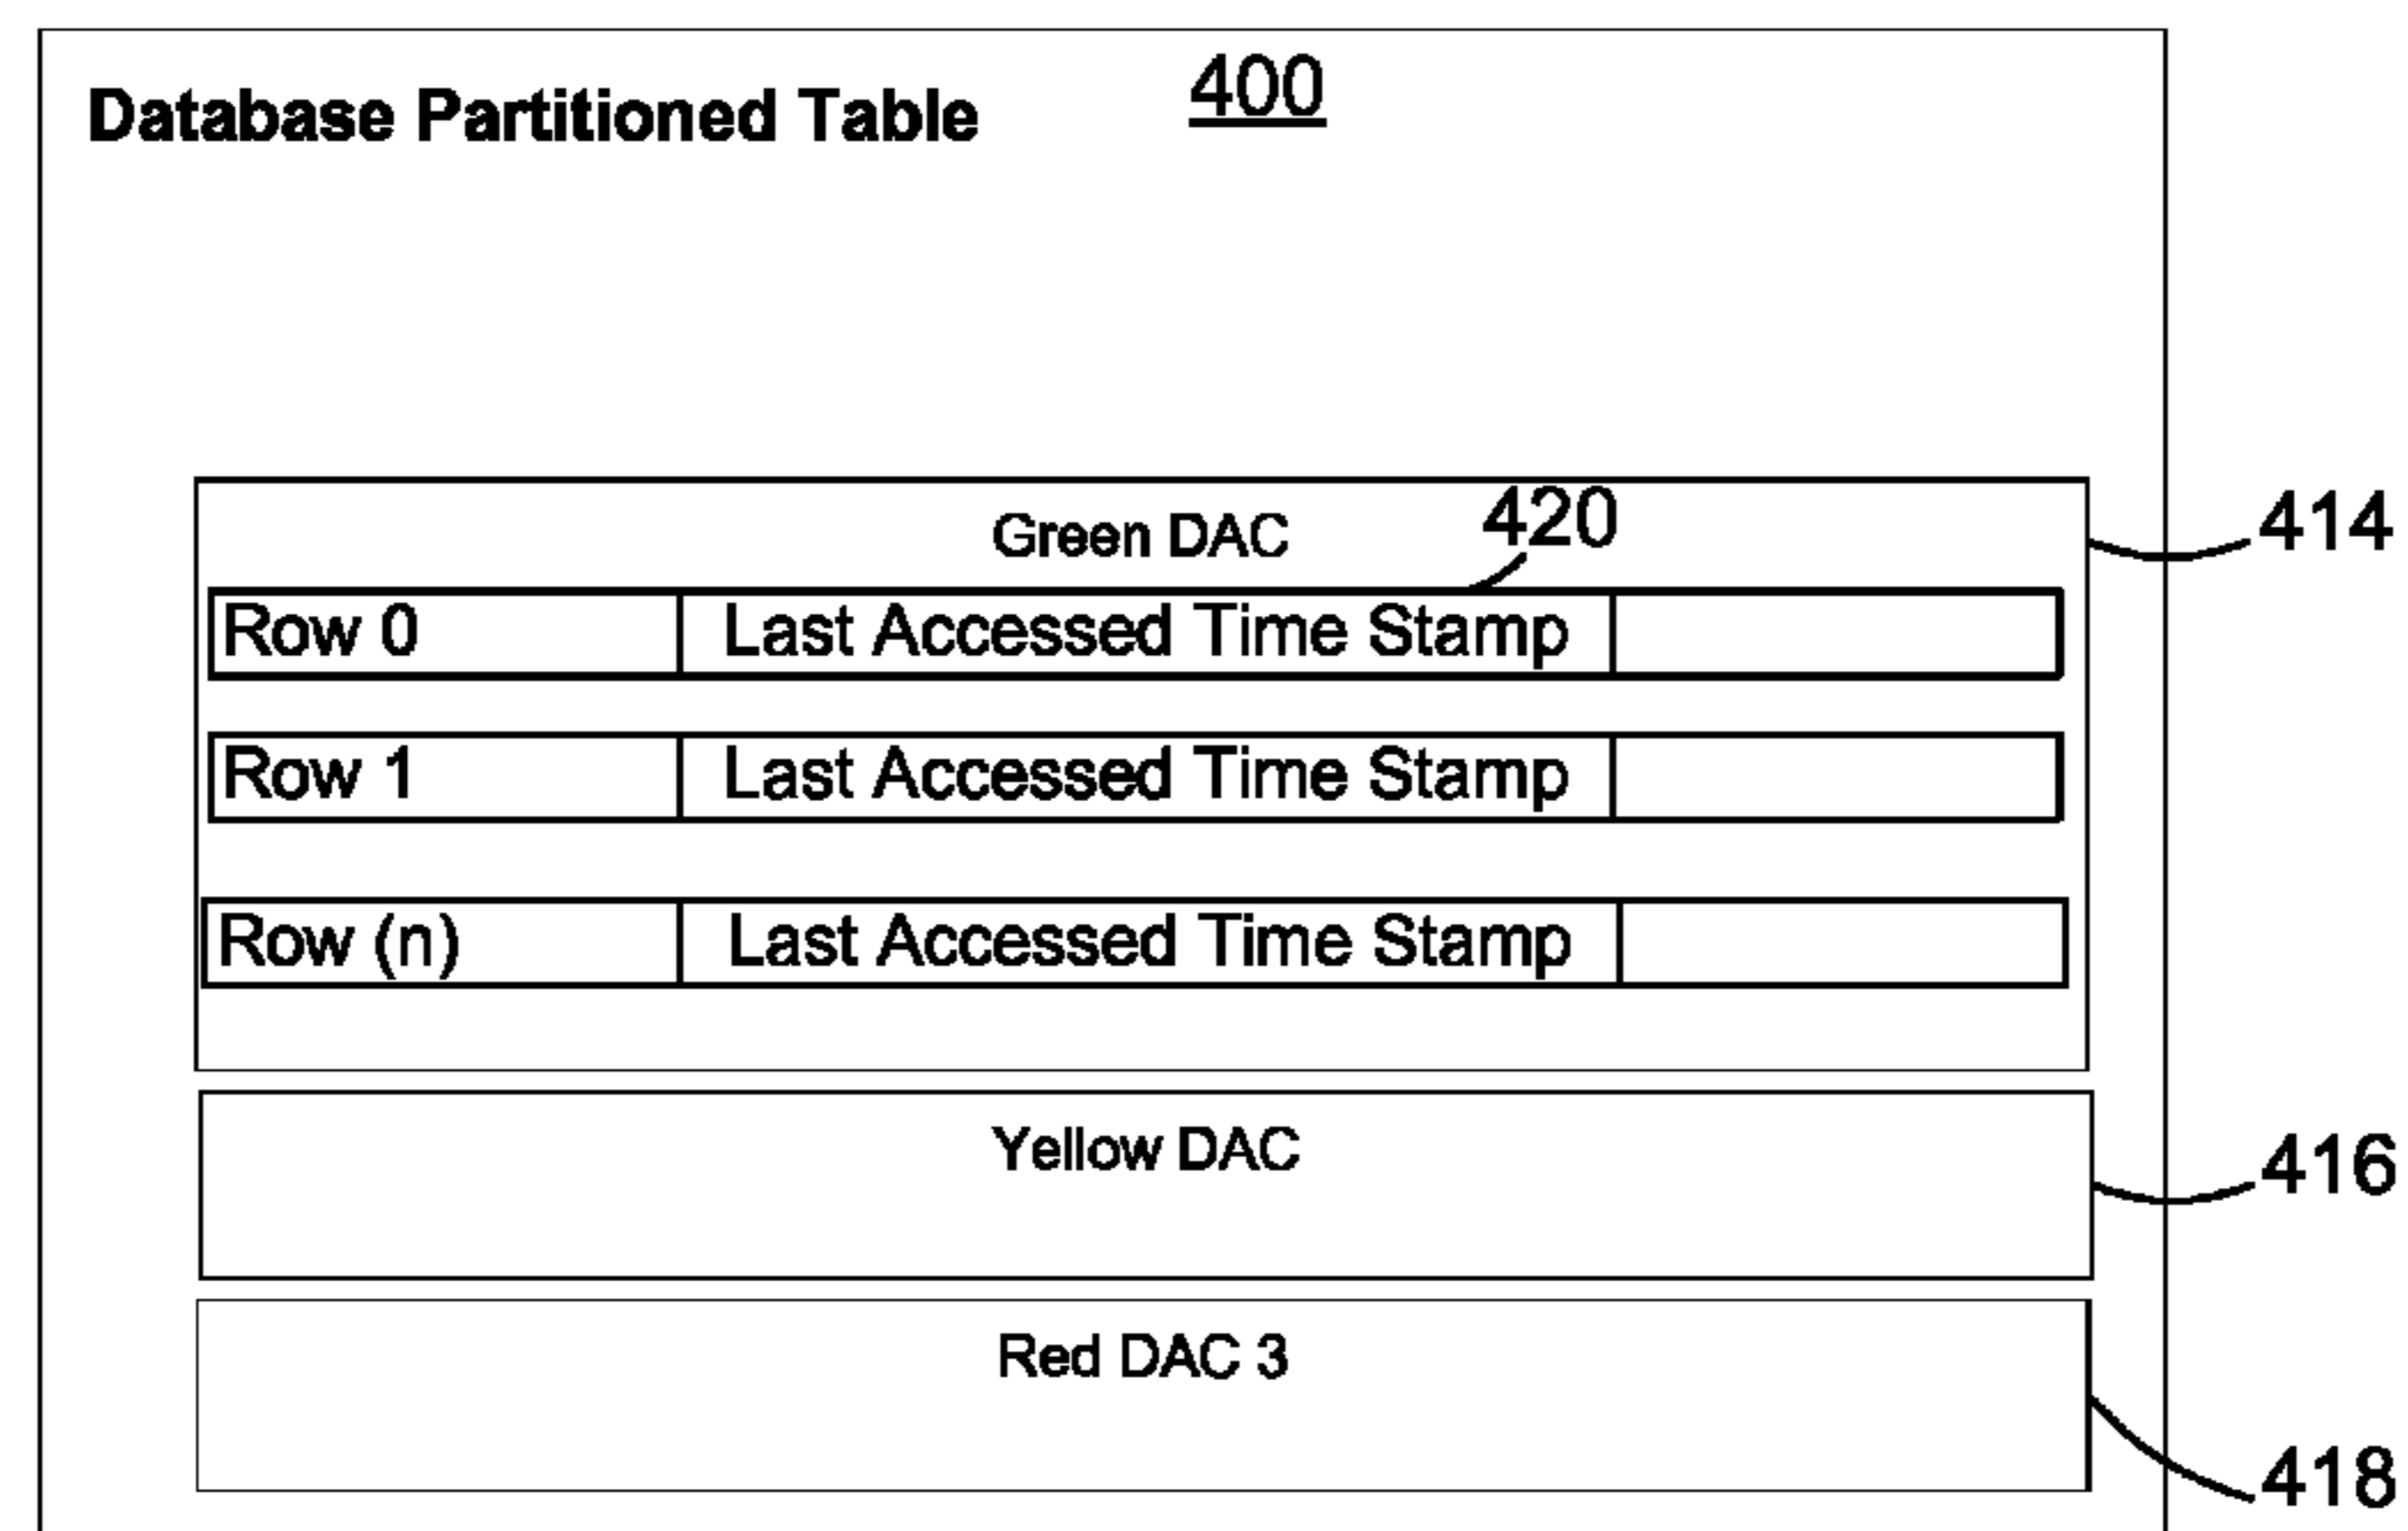 Database Partitioned Table 400
Green DAC 420 414
Row 0 Last Accessed Time Stamp
Row 1 Last Accessed Time Stamp
Row (n) Last Accessed Time Stamp
Yellow DAC 416
Red DAC 3
418